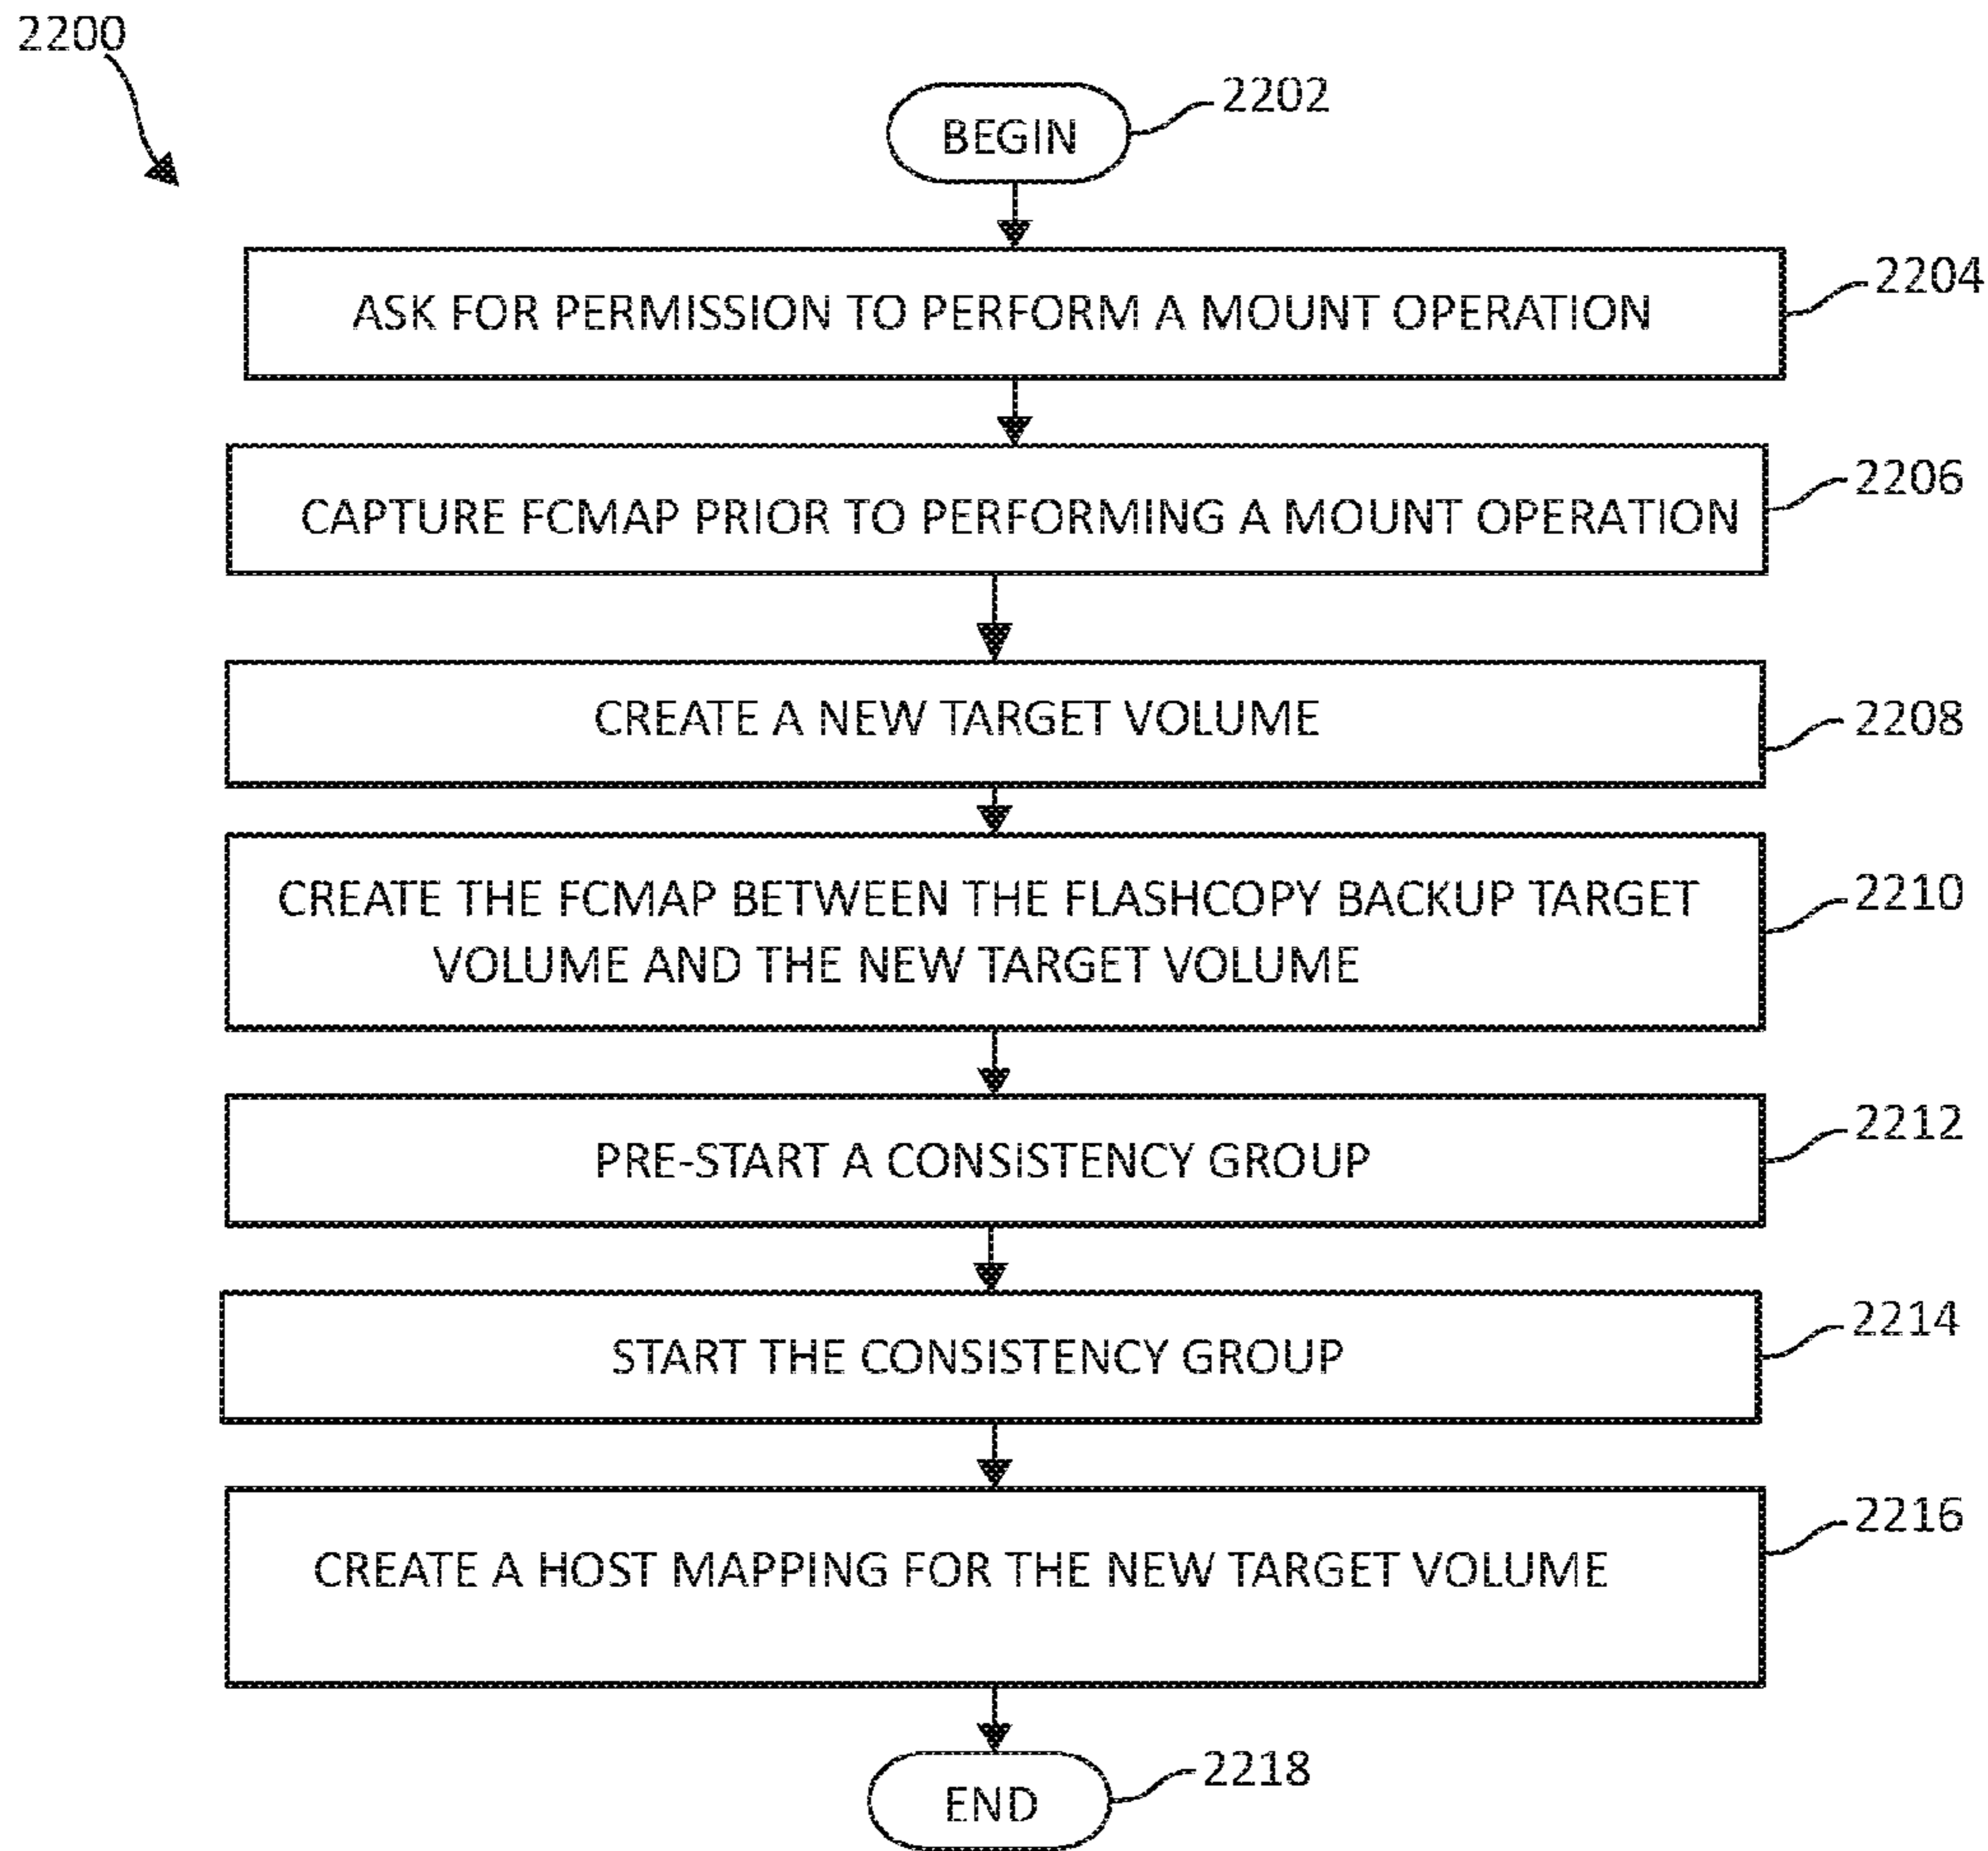 2200
BEGIN
2202
ASK FOR PERMISSION TO PERFORM A MOUNT OPERATION
2204
CAPTURE FCMAP PRIOR TO PERFORMING A MOUNT OPERATION
2206
CREATE A NEW TARGET VOLUME
2208
CREATE THE FCMAP BETWEEN THE FLASHCOPY BACKUP TARGET
VOLUME AND THE NEW TARGET VOLUME
2210
PRE-START A CONSISTENCY GROUP
2212
START THE CONSISTENCY GROUP
2214
CREATE A HOST MAPPING FOR THE NEW TARGET VOLUME
2216
END
2218